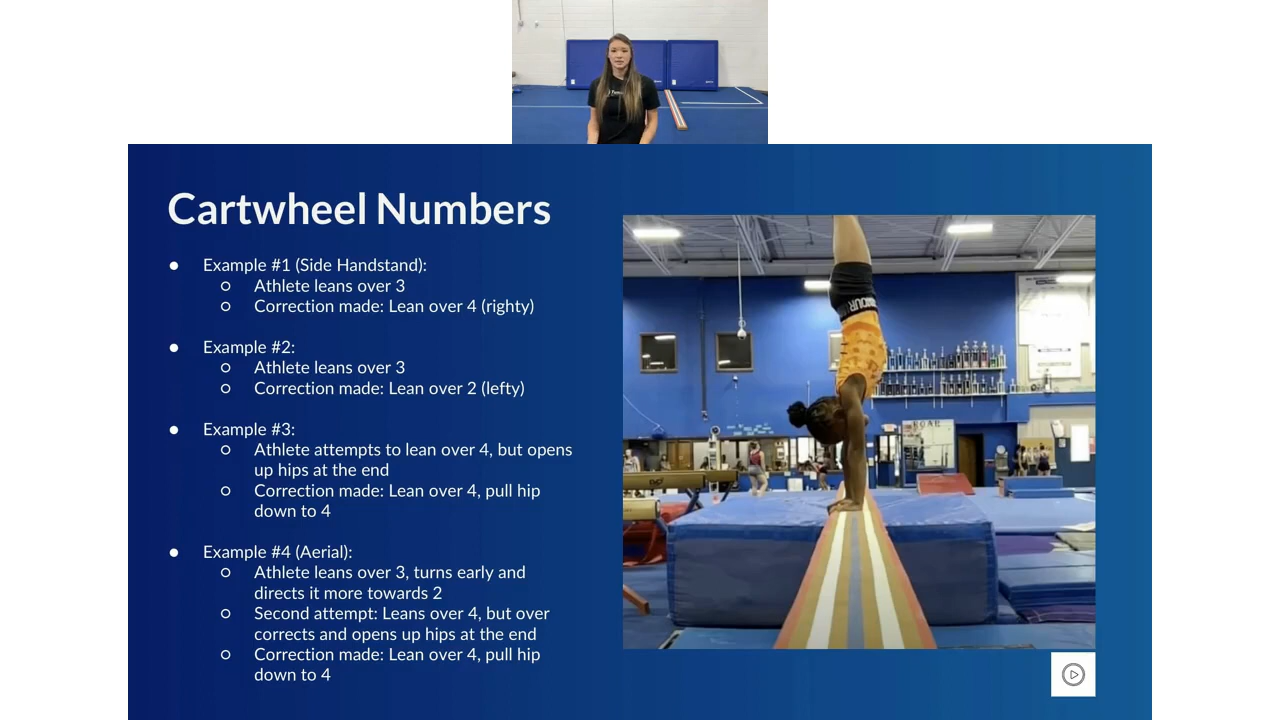 Cartwheel Numbers
● Example #1 (Side Handstand):
○ Athlete leans over 3
○ Correction made: Lean over 4 (righty)
● Example #2:
○ Athlete leans over 3
○ Correction made: Lean over 2 (lefty)
● Example #3:
○ Athlete attempts to lean over 4, but opens
up hips at the end
○ Correction made: Lean over 4, pull hip
down to 4
● Example #4 (Aerial):
○ Athlete leans over 3, turns early and
directs it more towards 2
○ Second attempt: Leans over 4, but over
corrects and opens up hips at the end
○ Correction made: Lean over 4, pull hip
down to 4